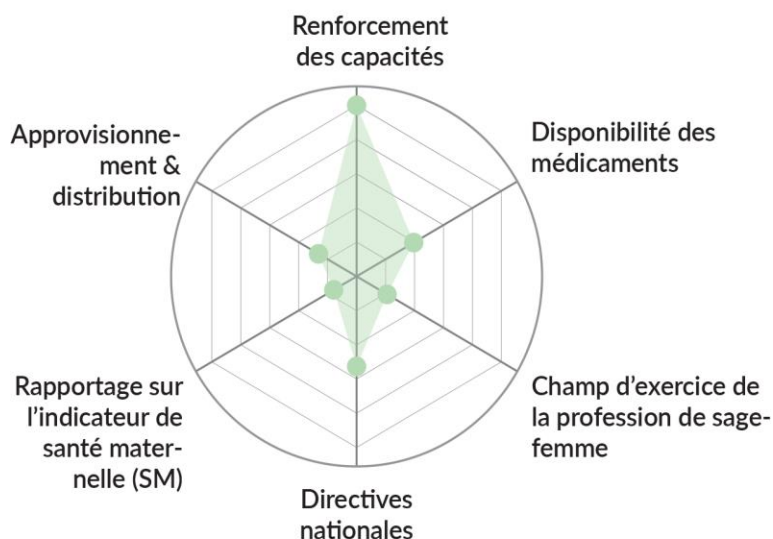 Renforcement
des capacités
Disponibilité des
médicaments
Champ d’exercice de
la profession de sage-
femme
Directives
nationales
Rapportage sur
l’indicateur de
santé mater-
nelle (SM)
Approvisionne-
ment &
distribution